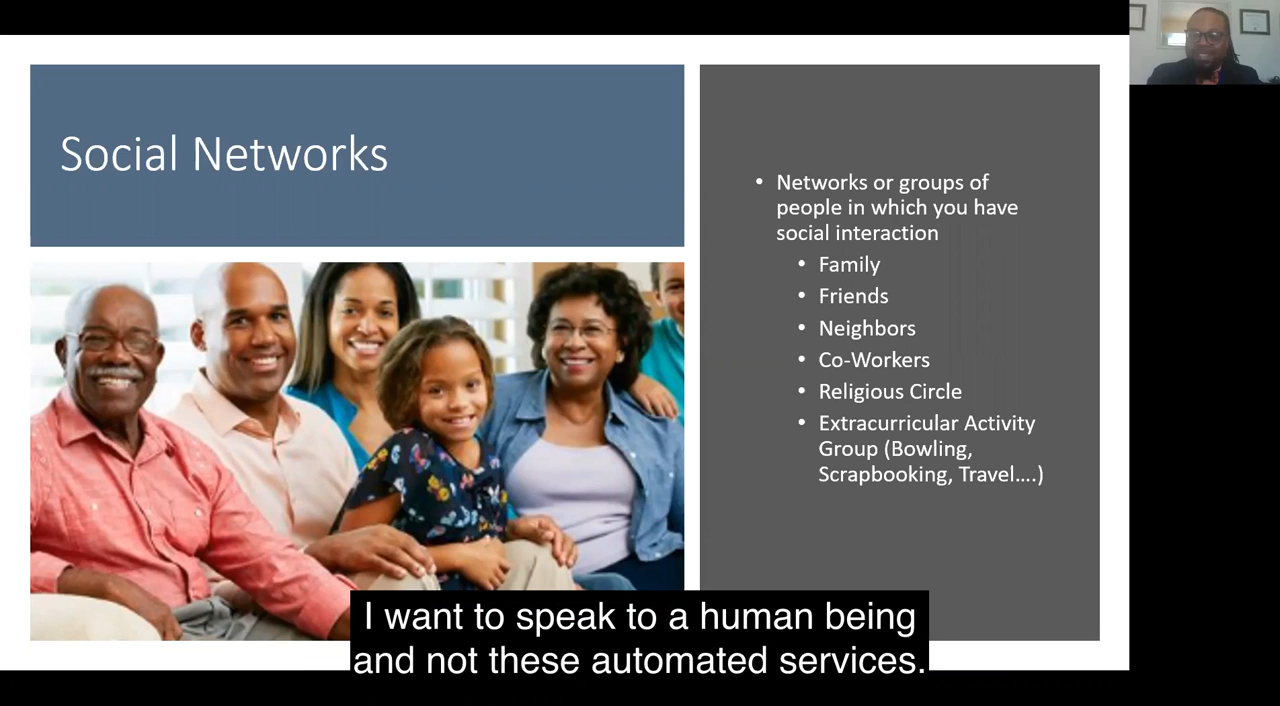 Social Networks
• Networks or groups of
people in which you have
social interaction
• Family
• Friends
• Neighbors
• Co-Workers
• Religious Circle
• Extracurricular Activity
Group (Bowling,
Scrapbooking, Travel....)
I want to speak to a human being
and not these automated services.